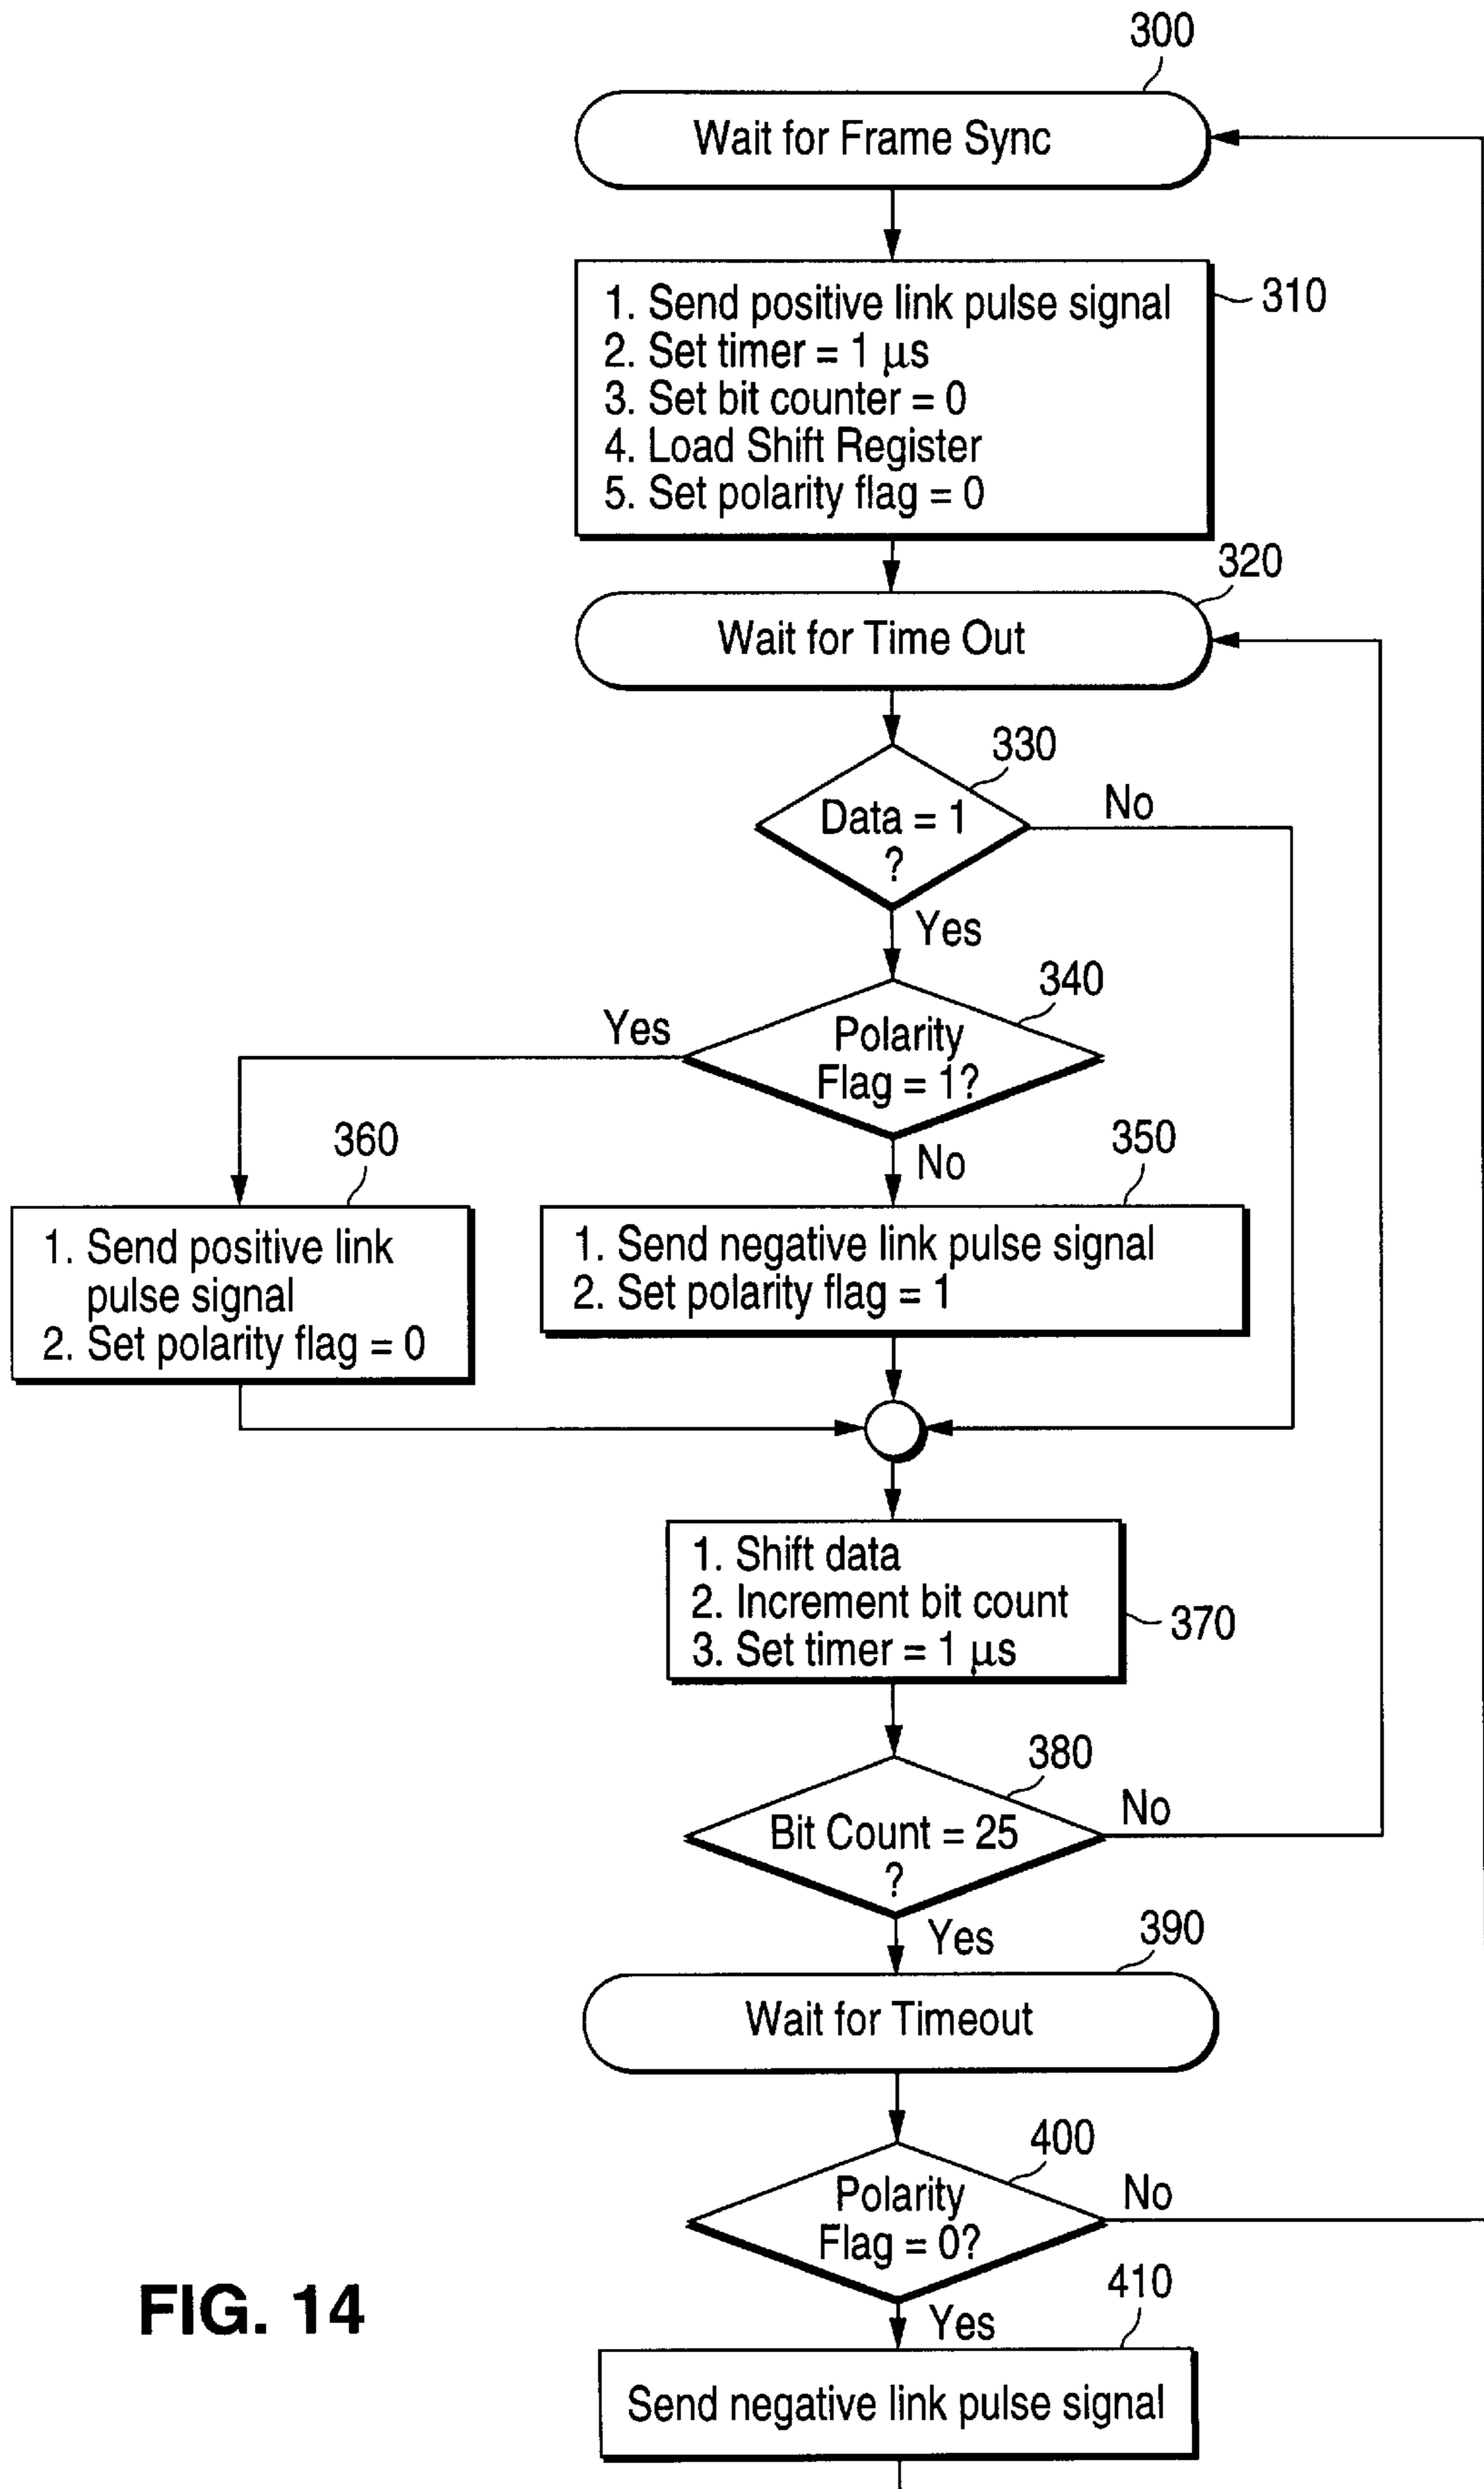 300
Wait for Frame Sync
310
1. Send positive link pulse signal
2. Set timer = 1 µs
3. Set bit counter = 0
4. Load Shift Register
5. Set polarity flag = 0
320
Wait for Time Out
330
Data = 1
?
No
Yes
340
Polarity
Flag = 1?
Yes
No
360
1. Send positive link
pulse signal
2. Set polarity flag = 0
350
1. Send negative link pulse signal
2. Set polarity flag = 1
1. Shift data
2. Increment bit count
3. Set timer = 1 µs
370
380
Bit Count = 25
?
No
Yes
390
Wait for Timeout
400
Polarity
Flag = 0?
No
Yes
410
Send negative link pulse signal
FIG. 14